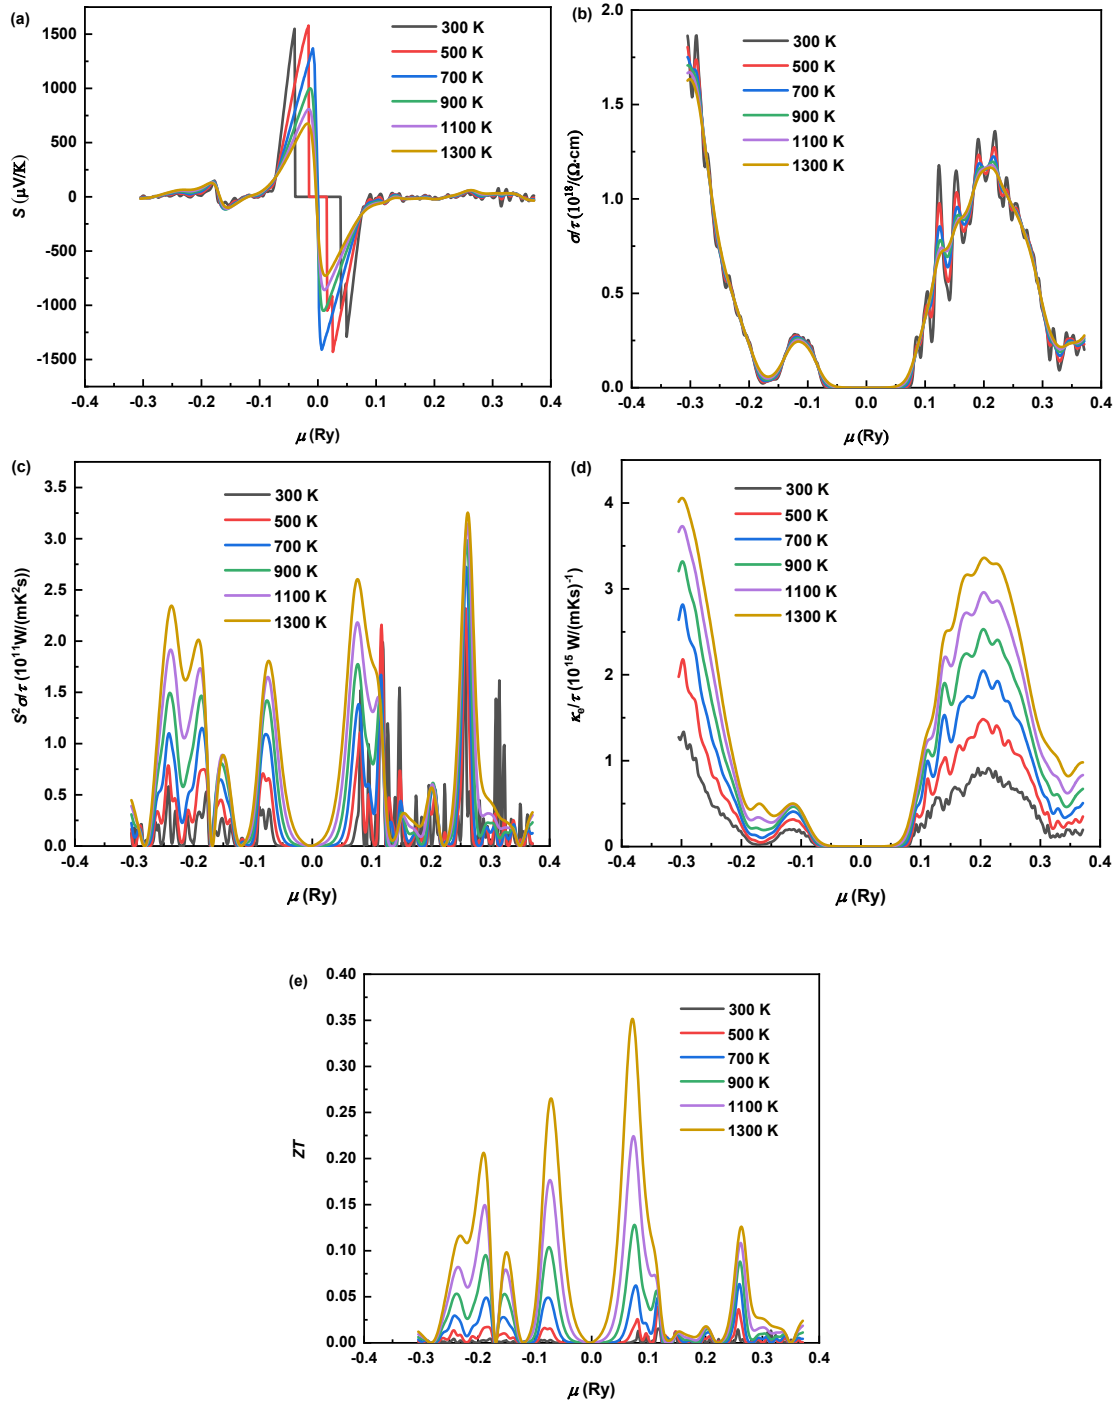 (a)
300 K
500 K
700 K
900 K
1100 K
1300 K
1500
1000
500
0
-500
-1000
-1500
S (μV/K)
-0.4 -0.3 -0.2 -0.1 0.0 0.1 0.2 0.3 0.4
μ (Ry)
(b)
300 K
500 K
700 K
900 K
1100 K
1300 K
2.0
1.5
1.0
0.5
0.0
σ/τ (10¹⁸/(Ω·cm)
-0.4 -0.3 -0.2 -0.1 0.0 0.1 0.2 0.3 0.4
μ (Ry)
(c)
300 K
500 K
700 K
900 K
1100 K
1300 K
3.5
3.0
2.5
2.0
1.5
1.0
0.5
0.0
S²σ/τ (10¹¹W/(mK²s))
-0.4 -0.3 -0.2 -0.1 0.0 0.1 0.2 0.3 0.4
μ (Ry)
(d)
300 K
500 K
700 K
900 K
1100 K
1300 K
4
3
2
1
0
κₑ/τ (10¹⁵ W/(mKs)⁻¹)
-0.4 -0.3 -0.2 -0.1 0.0 0.1 0.2 0.3 0.4
μ (Ry)
(e)
300 K
500 K
700 K
900 K
1100 K
1300 K
0.40
0.35
0.30
0.25
0.20
0.15
0.10
0.05
0.00
ZT
-0.4 -0.3 -0.2 -0.1 0.0 0.1 0.2 0.3 0.4
μ (Ry)